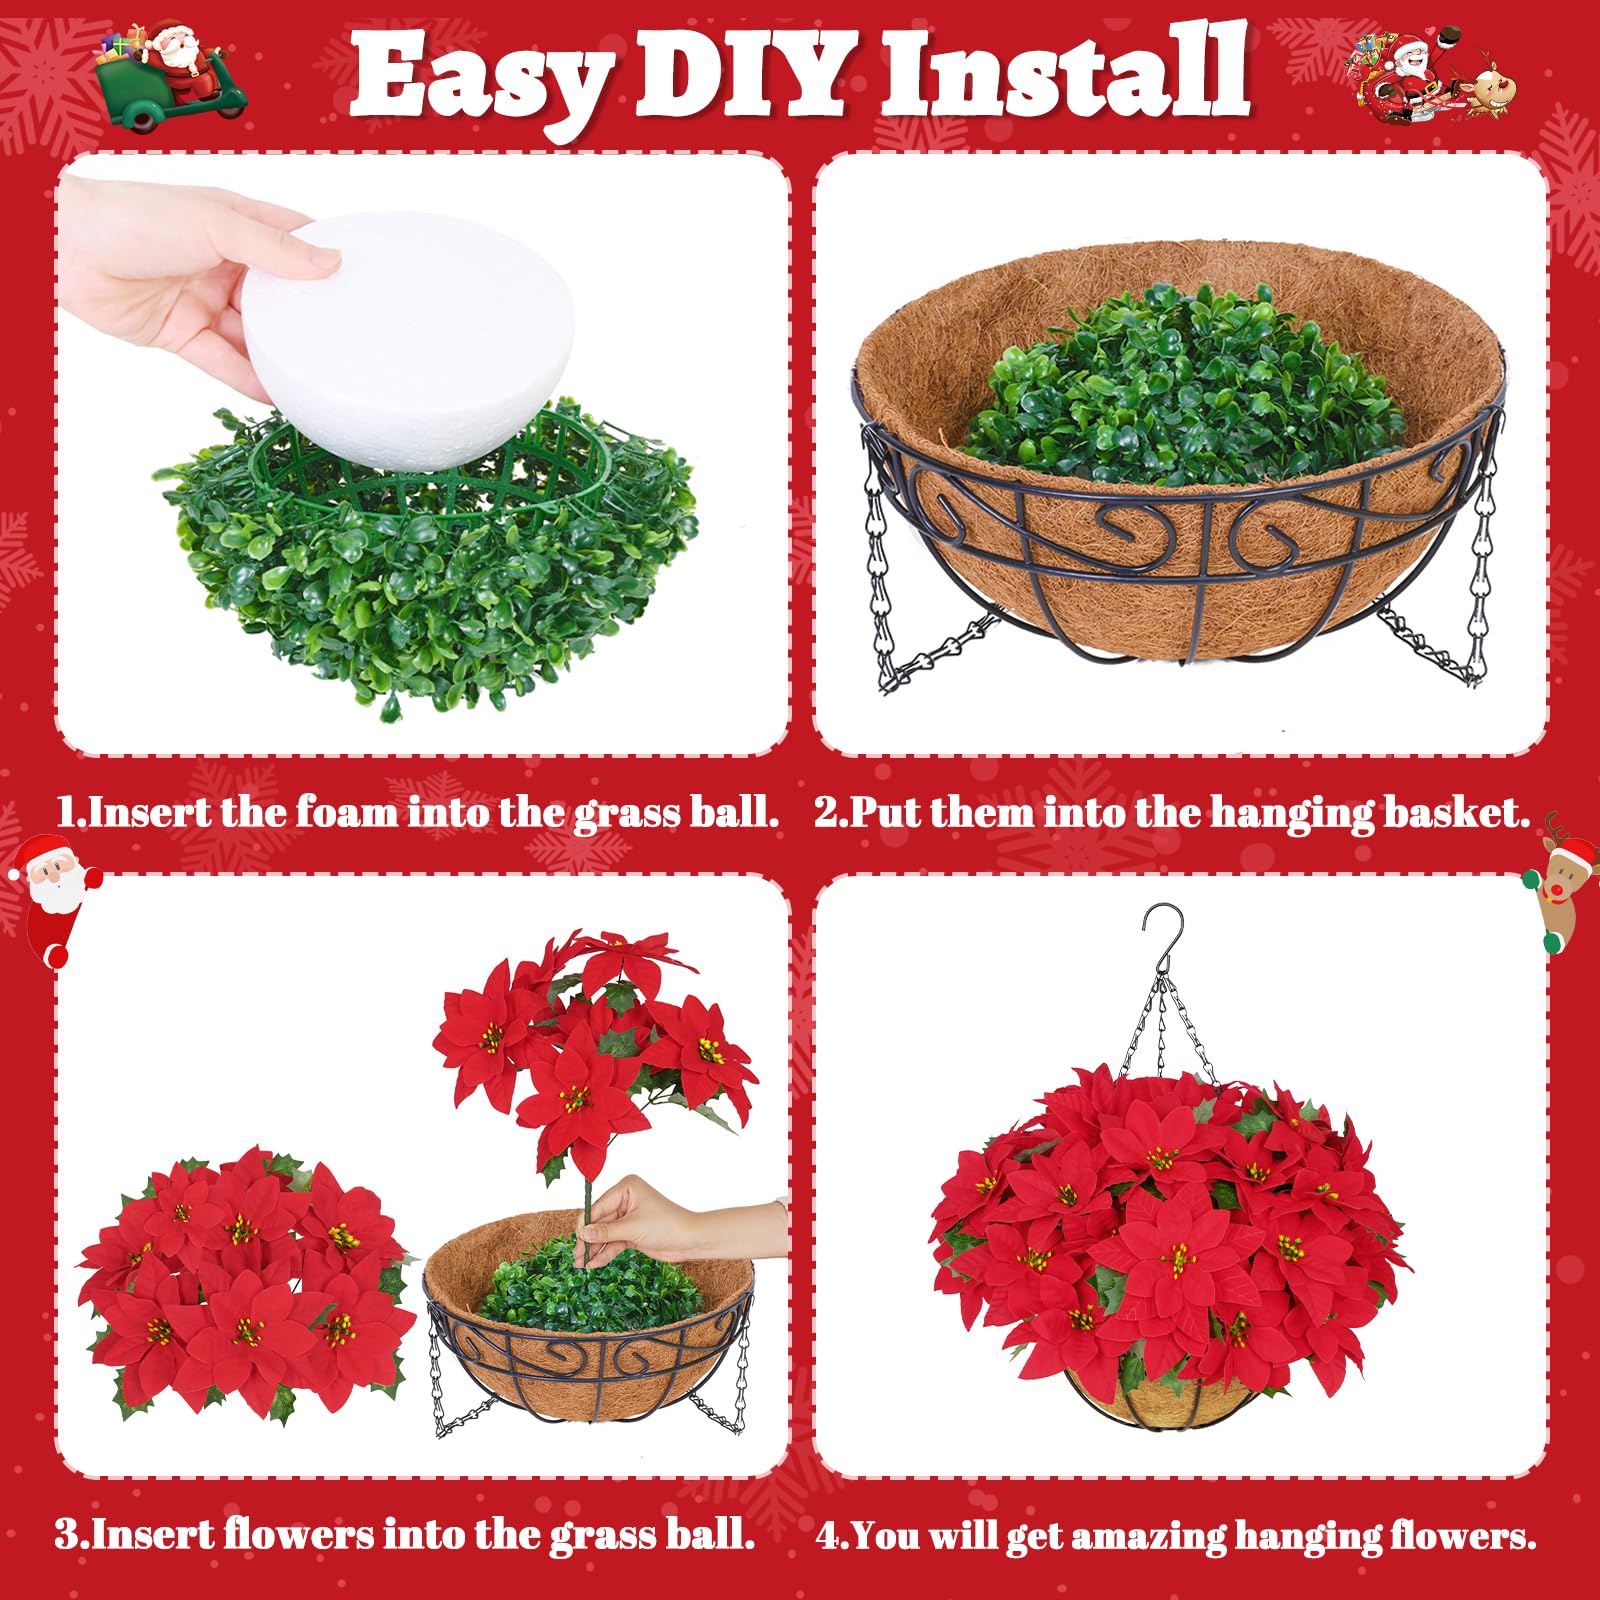 Easy DIY Install
1.Insert the foam into the grass ball.
2.Put them into the hanging basket.
3.Insert flowers into the grass ball.
4.You will get amazing hanging flowers.